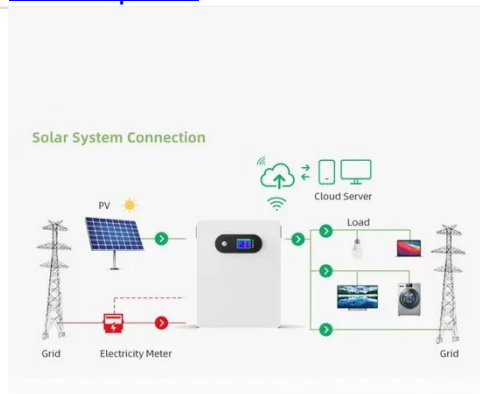 Solar System Connection
Cloud Server
PV
Load
Grid
Electricity Meter
Grid